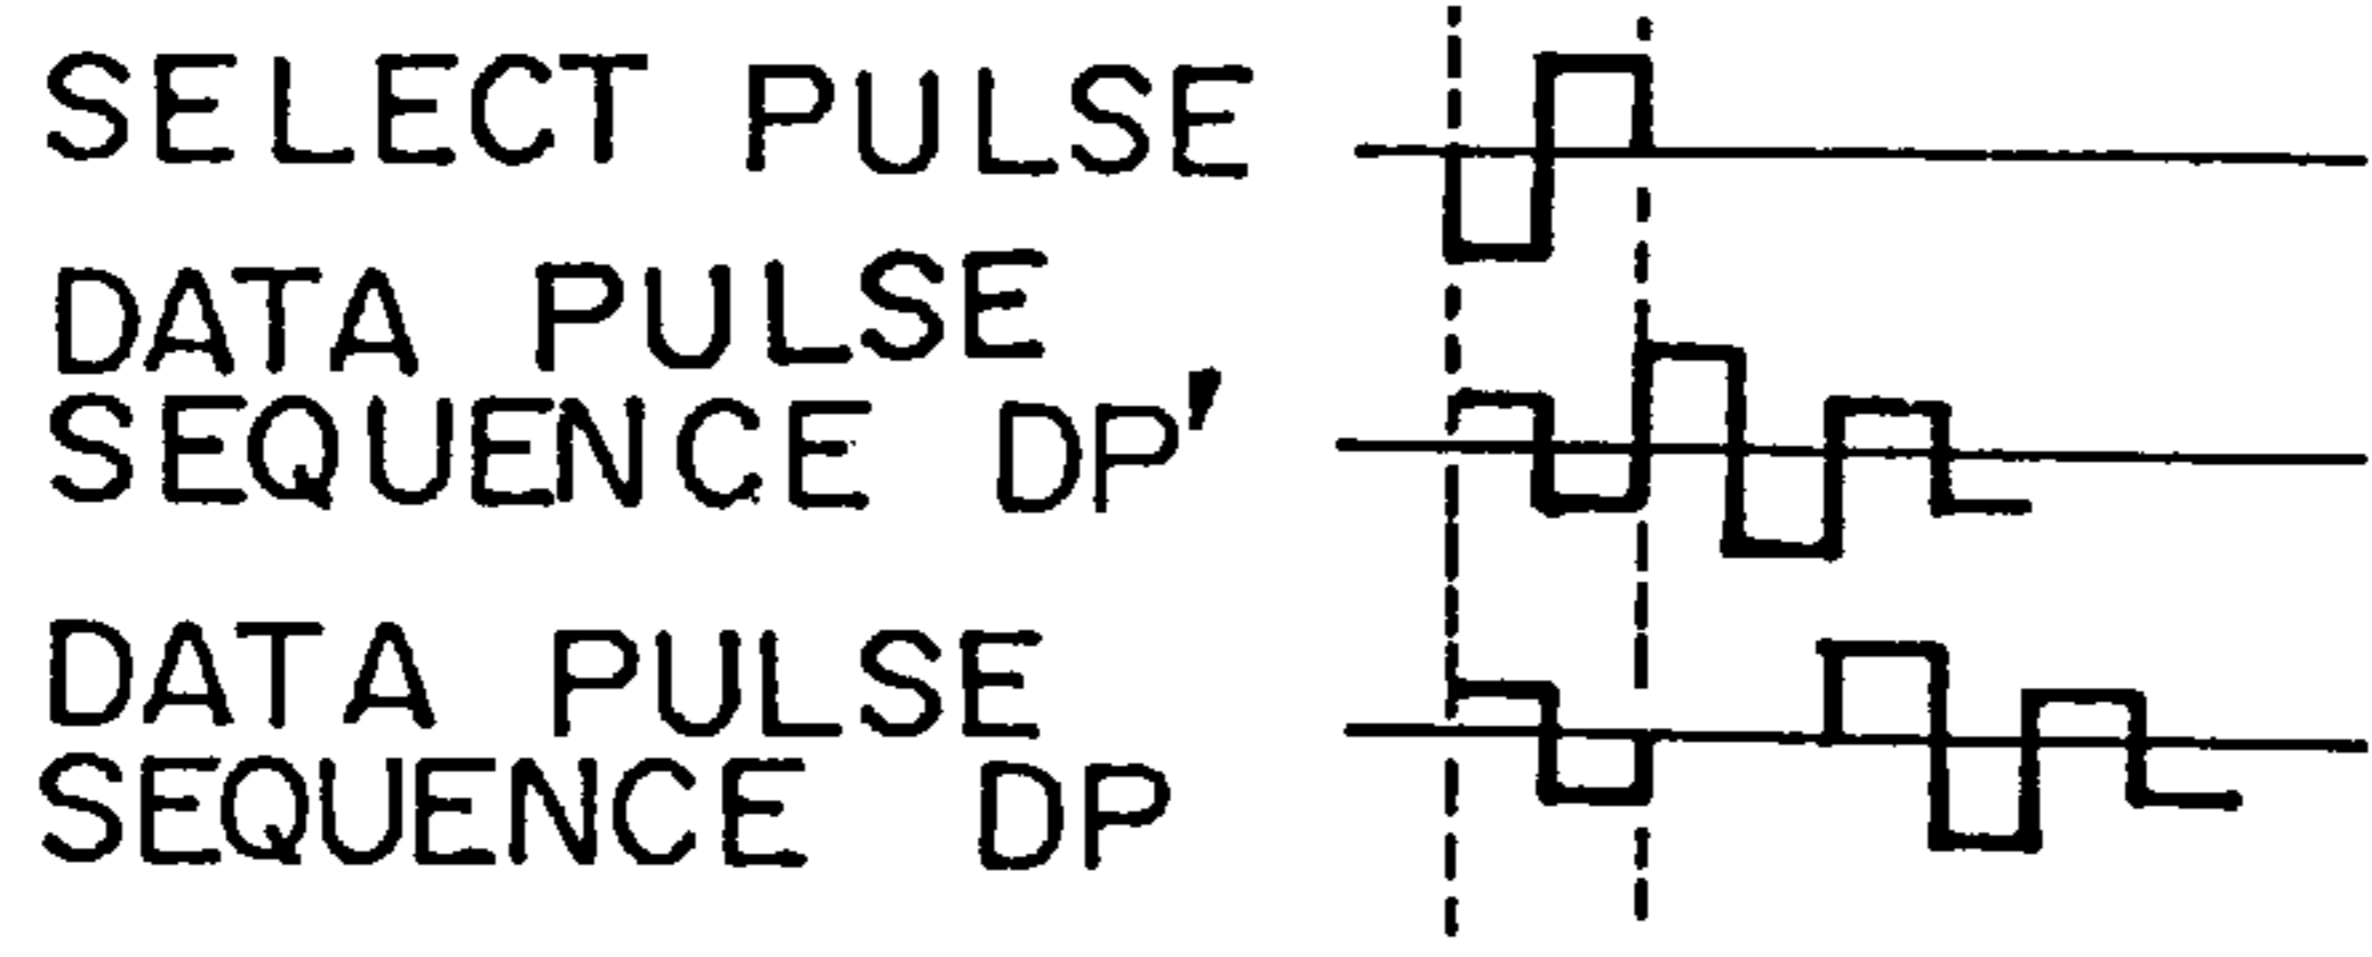 SELECT PULSE
DATA PULSE
SEQUENCE DP'
DATA PULSE
SEQUENCE DP